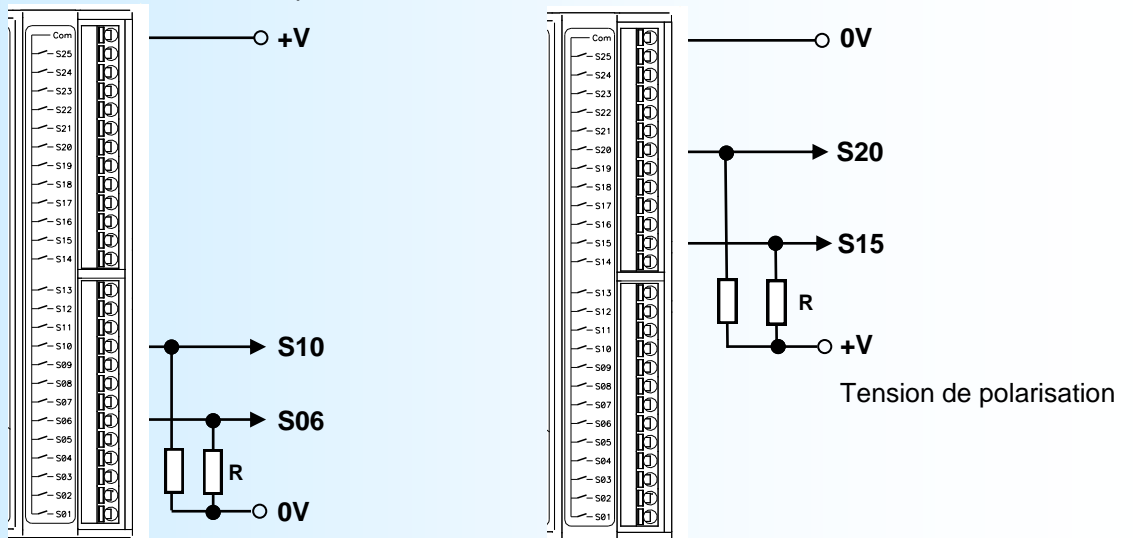 Com
S25
S24
S23
S22
S21
S20
S19
S18
S17
S16
S15
S14
S13
S12
S11
S10
S09
S08
S07
S06
S05
S04
S03
S02
S01
+V
S10
S06
R
0V
Com
S25
S24
S23
S22
S21
S20
S19
S18
S17
S16
S15
S14
S13
S12
S11
S10
S09
S08
S07
S06
S05
S04
S03
S02
S01
0V
S20
S15
R
+V
Tension de polarisation